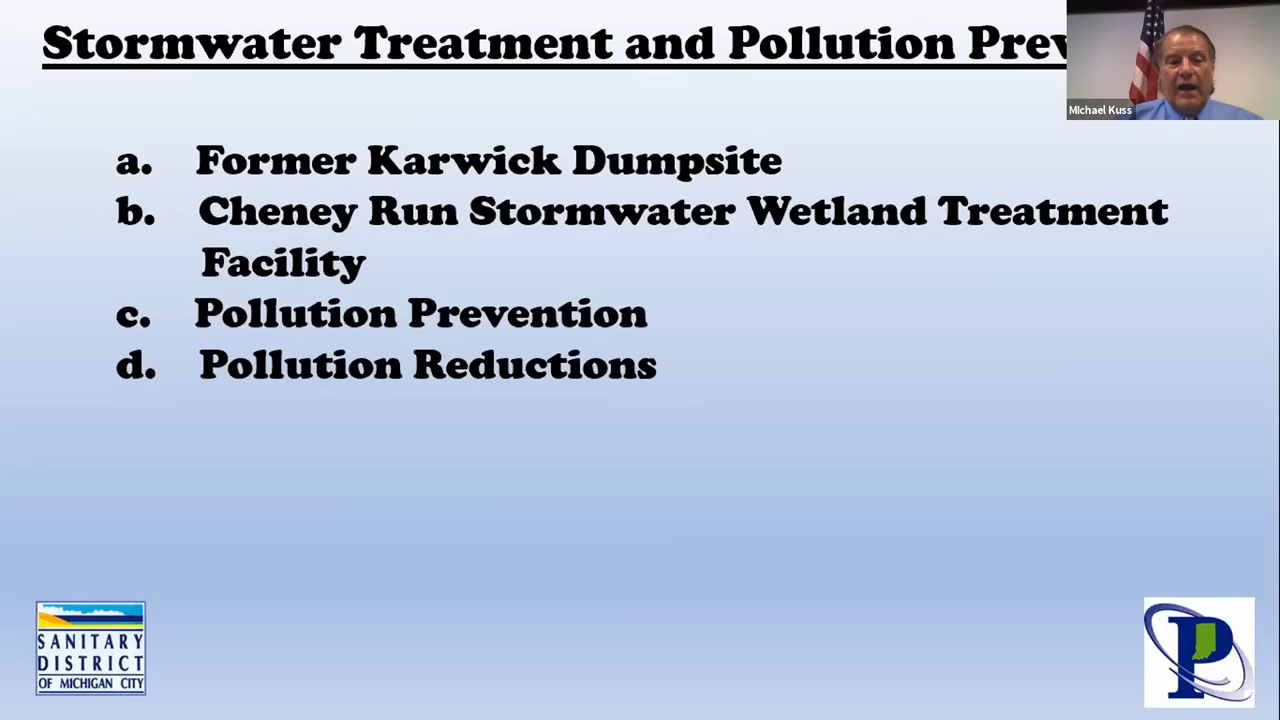 Stormwater Treatment and Pollution Prev
MIchael Kuss
a. Former Karwick Dumpsite
b. Cheney Run Stormwater Wetland Treatment
Facility
c. Pollution Prevention
d. Pollution Reductions
SANITARY
DISTRICT
OF MICHIGAN CITY
P